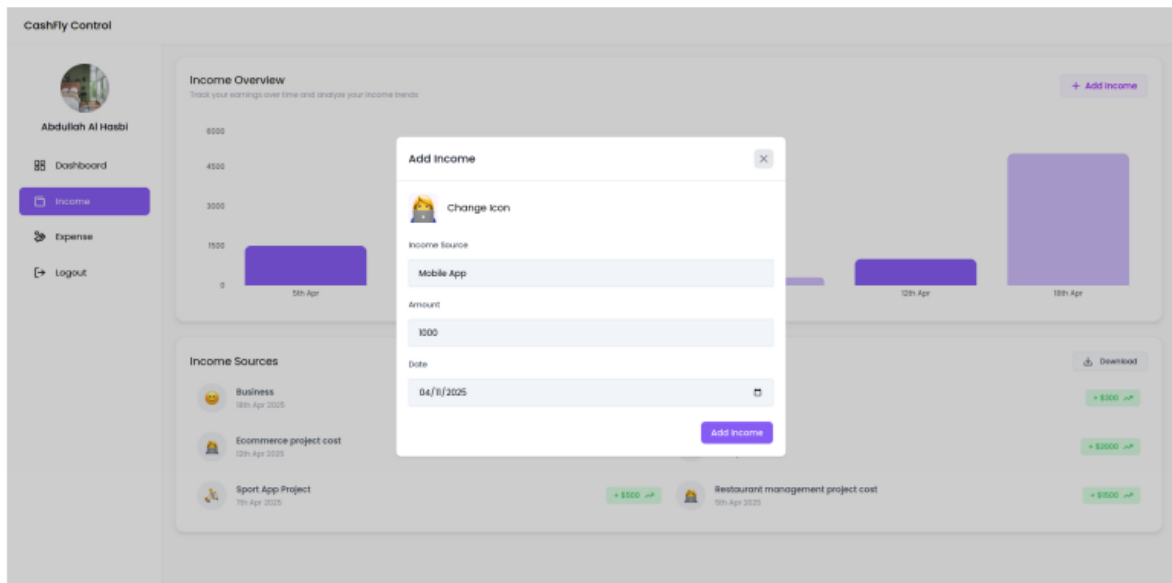 CashFly Control
Abdullah Al Hasbi
Dashboard
Income
Expense
Logout
Income Overview
Track your earnings over time and analyze your income trends
+ Add Income
6000
4500
3000
1500
0
5th Apr
12th Apr
18th Apr
Add Income
Change Icon
Income Source
Mobile App
Amount
1000
Date
04/11/2025
Add Income
Income Sources
Download
Business
18th Apr 2025
+ $300
Ecommerce project cost
12th Apr 2025
+ $2000
Sport App Project
7th Apr 2025
+ $500
Restaurant management project cost
5th Apr 2025
+ $1500